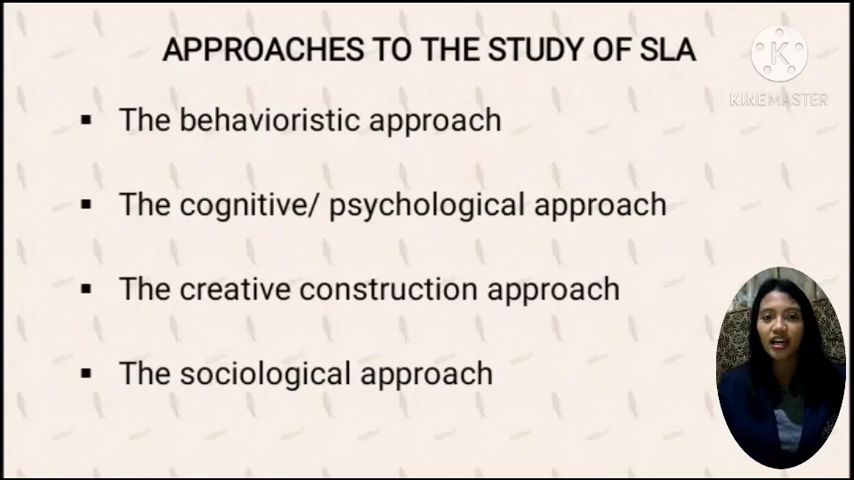 APPROACHES TO THE STUDY OF SLA
K
KINEMASTER
▪ The behavioristic approach
▪ The cognitive/ psychological approach
▪ The creative construction approach
▪ The sociological approach